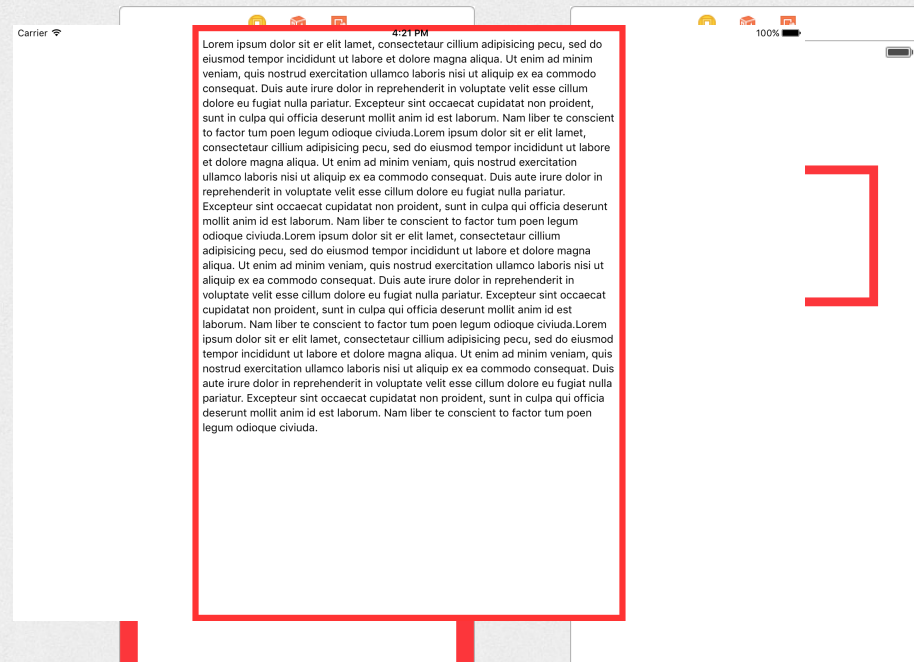 Carrier 4:21 PM 100%
Lorem ipsum dolor sit er elit lamet, consectetaur cillium adipisicing pecu, sed do
eiusmod tempor incididunt ut labore et dolore magna aliqua. Ut enim ad minim
veniam, quis nostrud exercitation ullamco laboris nisi ut aliquip ex ea commodo
consequat. Duis aute irure dolor in reprehenderit in voluptate velit esse cillum
dolore eu fugiat nulla pariatur. Excepteur sint occaecat cupidatat non proident,
sunt in culpa qui officia deserunt mollit anim id est laborum. Nam liber te conscient
to factor tum poen legum odioque civiuda.Lorem ipsum dolor sit er elit lamet,
consectetaur cillium adipisicing pecu, sed do eiusmod tempor incididunt ut labore
et dolore magna aliqua. Ut enim ad minim veniam, quis nostrud exercitation
ullamco laboris nisi ut aliquip ex ea commodo consequat. Duis aute irure dolor in
reprehenderit in voluptate velit esse cillum dolore eu fugiat nulla pariatur.
Excepteur sint occaecat cupidatat non proident, sunt in culpa qui officia deserunt
mollit anim id est laborum. Nam liber te conscient to factor tum poen legum
odioque civiuda.Lorem ipsum dolor sit er elit lamet, consectetaur cillium
adipisicing pecu, sed do eiusmod tempor incididunt ut labore et dolore magna
aliqua. Ut enim ad minim veniam, quis nostrud exercitation ullamco laboris nisi ut
aliquip ex ea commodo consequat. Duis aute irure dolor in reprehenderit in
voluptate velit esse cillum dolore eu fugiat nulla pariatur. Excepteur sint occaecat
cupidatat non proident, sunt in culpa qui officia deserunt mollit anim id est
laborum. Nam liber te conscient to factor tum poen legum odioque civiuda.Lorem
ipsum dolor sit er elit lamet, consectetaur cillium adipisicing pecu, sed do eiusmod
tempor incididunt ut labore et dolore magna aliqua. Ut enim ad minim veniam, quis
nostrud exercitation ullamco laboris nisi ut aliquip ex ea commodo consequat. Duis
aute irure dolor in reprehenderit in voluptate velit esse cillum dolore eu fugiat nulla
pariatur. Excepteur sint occaecat cupidatat non proident, sunt in culpa qui officia
deserunt mollit anim id est laborum. Nam liber te conscient to factor tum poen
legum odioque civiuda.